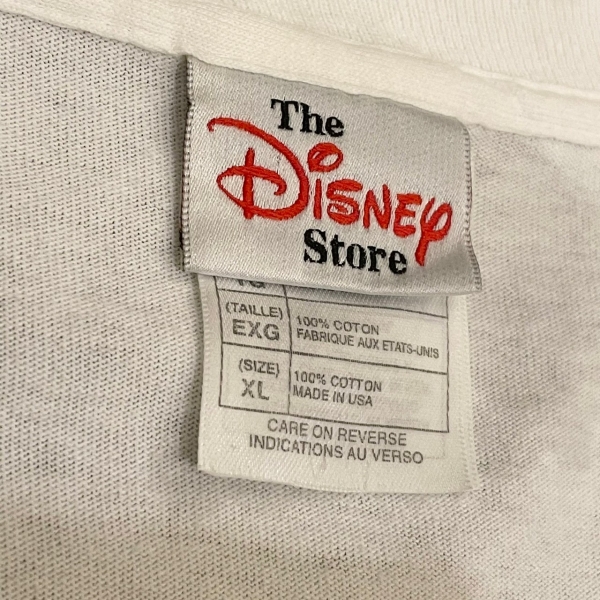 The
Disney
Store
(TAILLE)
EXG
100% COTON
FABRIQUE AUX ETATS-UNIS
(SIZE)
XL
100% COTTON
MADE IN USA
CARE ON REVERSE
INDICATIONS AU VERSO